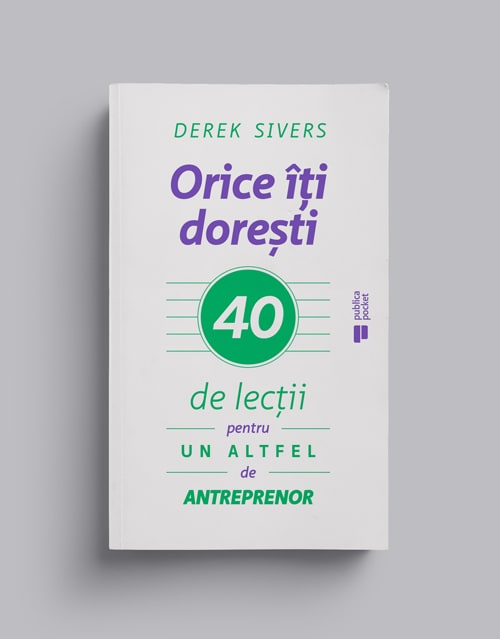 DEREK SIVERS
Orice îți
dorești
40
de lecții
pentru
UN ALTFEL
de
ANTREPRENOR
publica
pocket